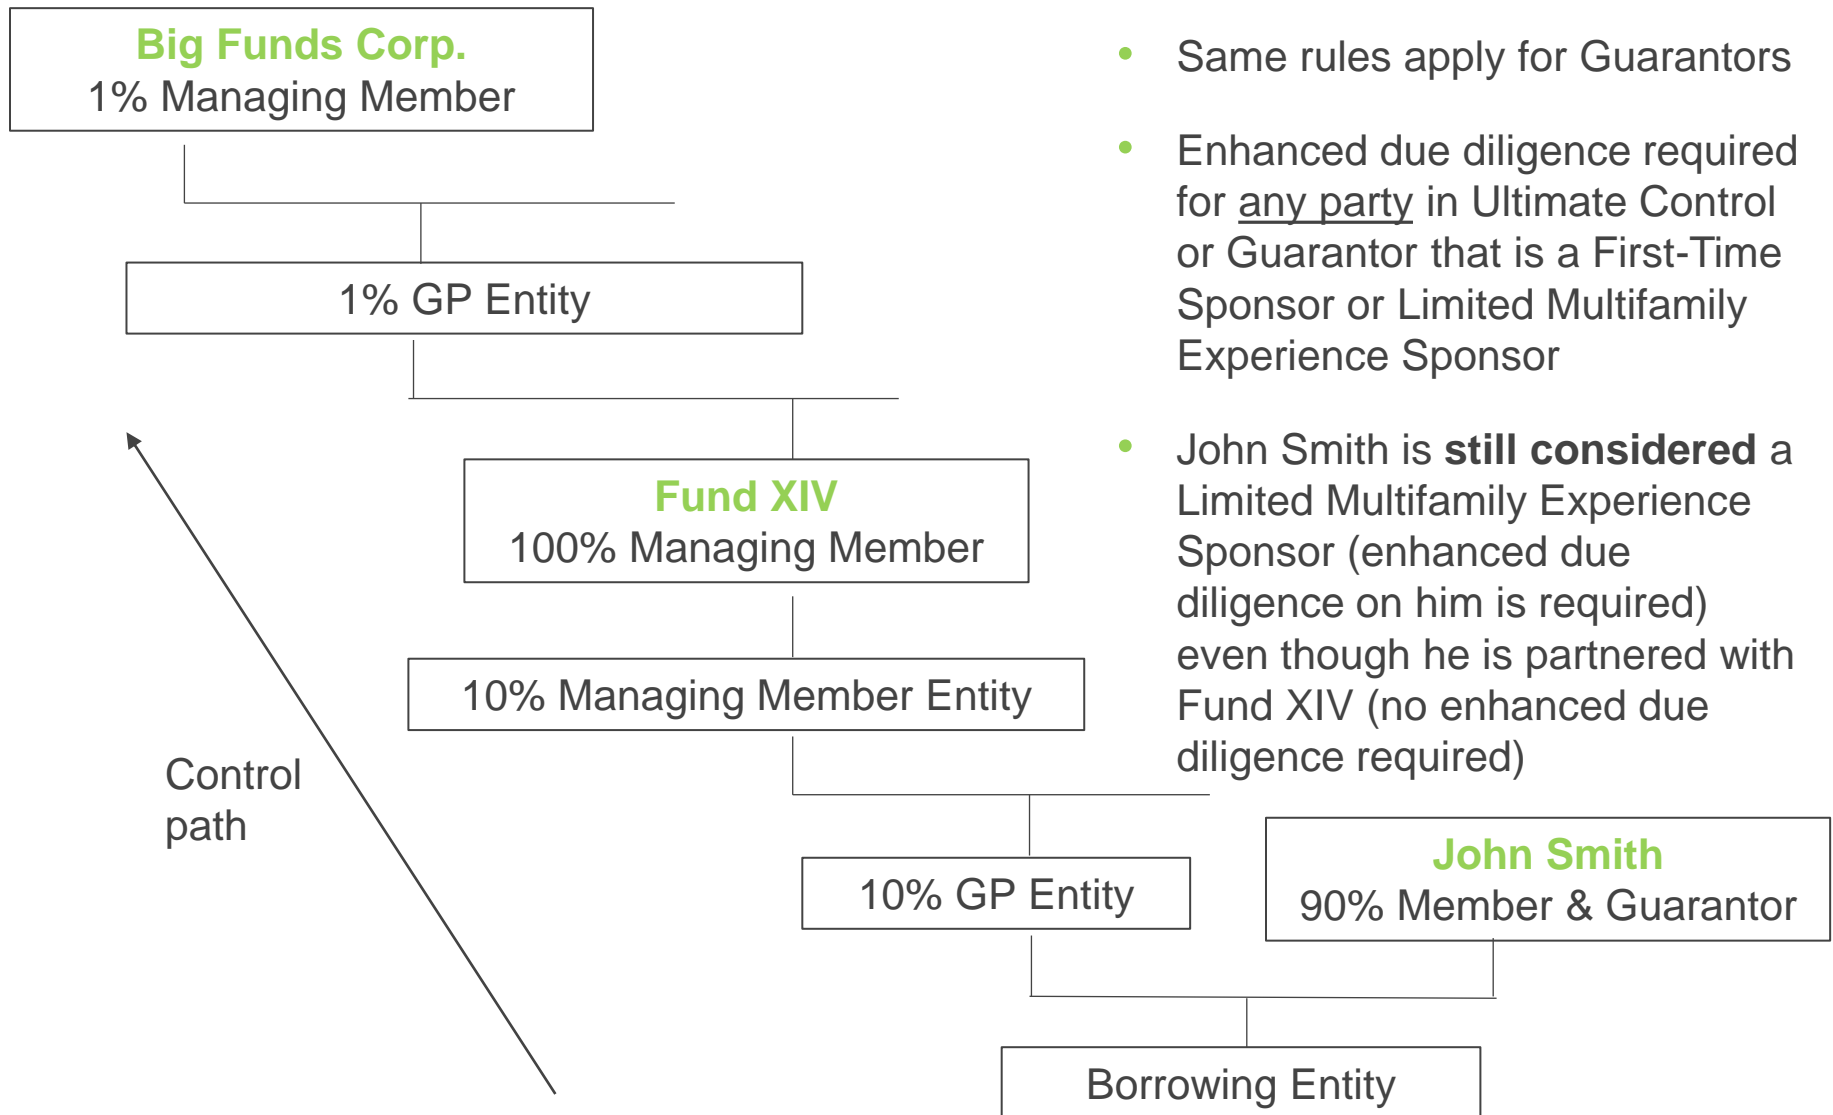 Big Funds Corp.
1% Managing Member
1% GP Entity
Fund XIV
100% Managing Member
10% Managing Member Entity
Control
path
10% GP Entity
John Smith
90% Member & Guarantor
Borrowing Entity
• Same rules apply for Guarantors
• Enhanced due diligence required
for any party in Ultimate Control
or Guarantor that is a First-Time
Sponsor or Limited Multifamily
Experience Sponsor
• John Smith is still considered a
Limited Multifamily Experience
Sponsor (enhanced due
diligence on him is required)
even though he is partnered with
Fund XIV (no enhanced due
diligence required)